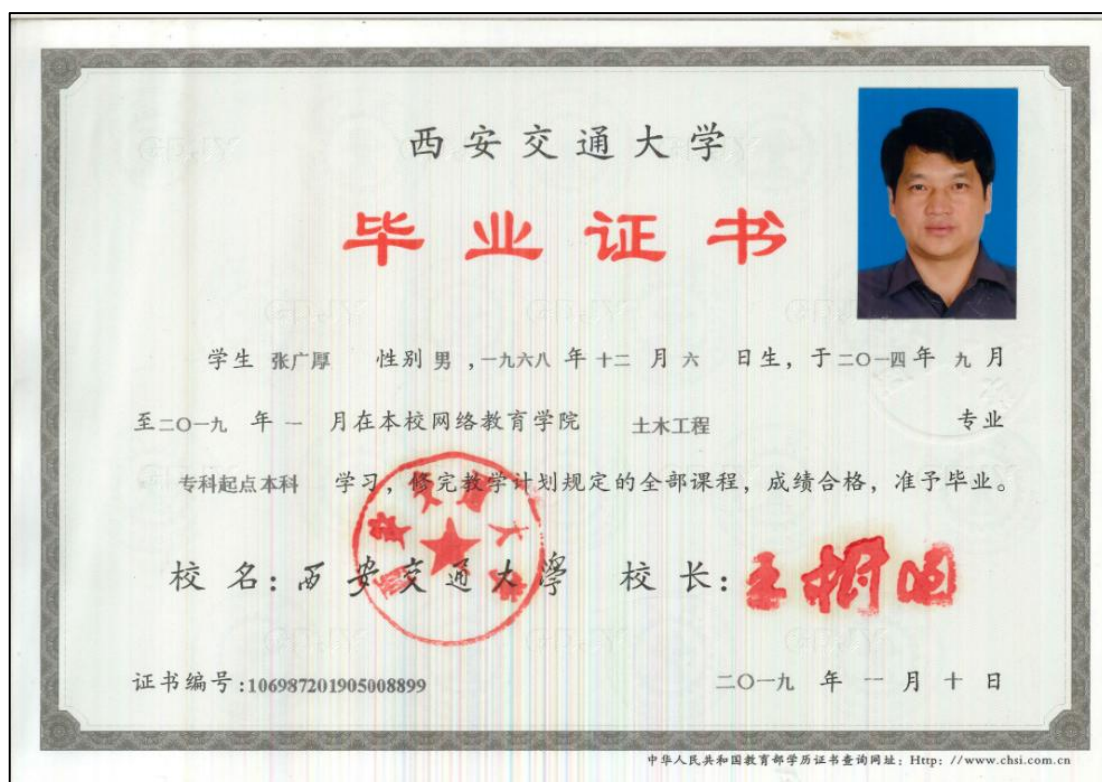 西安交通大学
毕业证书
学生 张广厚 性别 男 ,一九六八 年 十二 月 六 日生, 于二〇一四年 九 月
至二〇一九 年 一 月在本校网络教育学院 土木工程 专业
专科起点本科 学习, 修完教学计划规定的全部课程, 成绩合格, 准予毕业。
校 名: 西安交通大学 校 长: 王树国
证书编号:106987201905008899 二〇一九 年 一 月 十 日
中华人民共和国教育部学历证书查询网址: Http: //www.chsi.com.cn